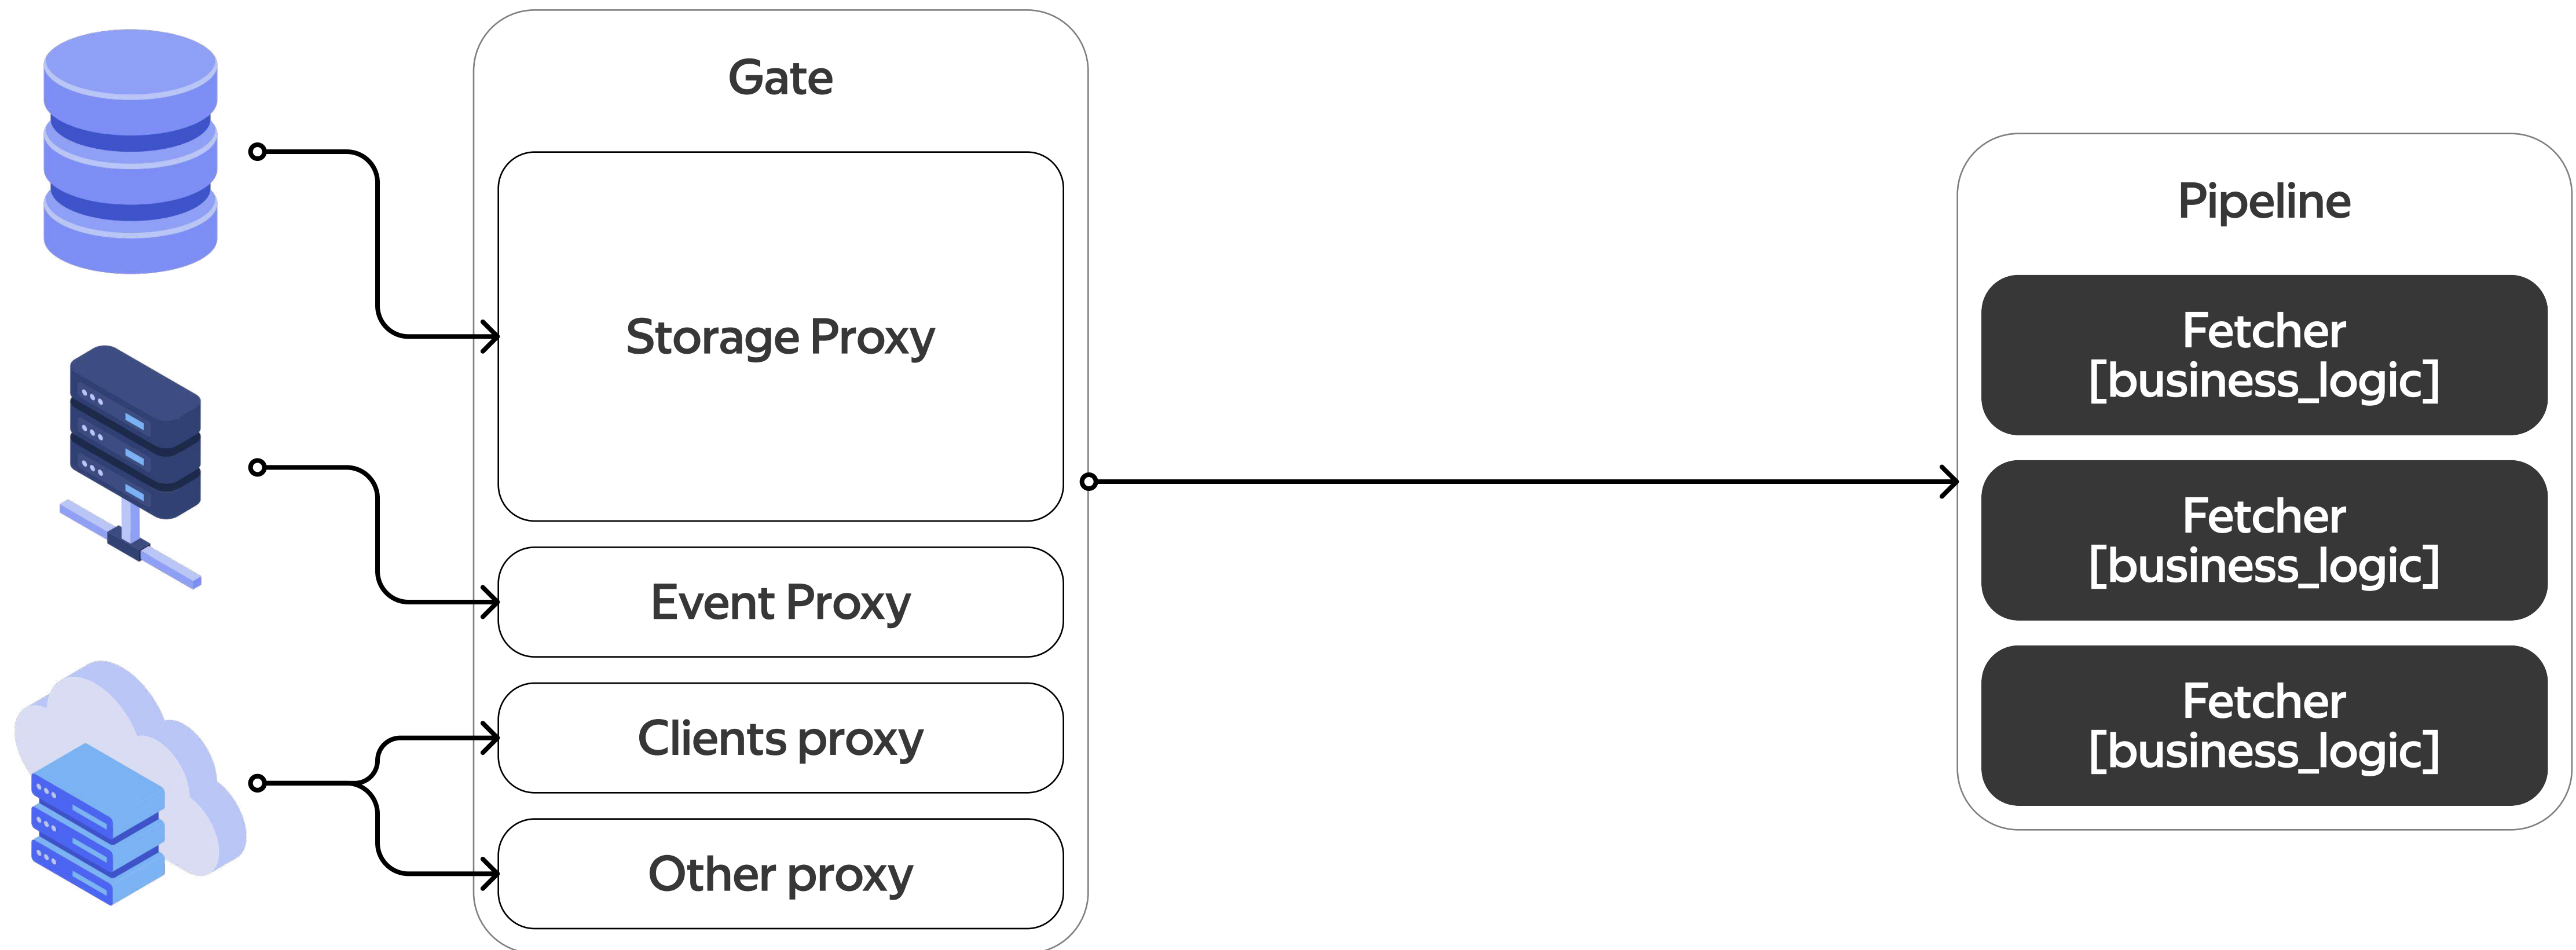 Gate
Storage Proxy
Event Proxy
Clients proxy
Other proxy
Pipeline
Fetcher
[business_logic]
Fetcher
[business_logic]
Fetcher
[business_logic]